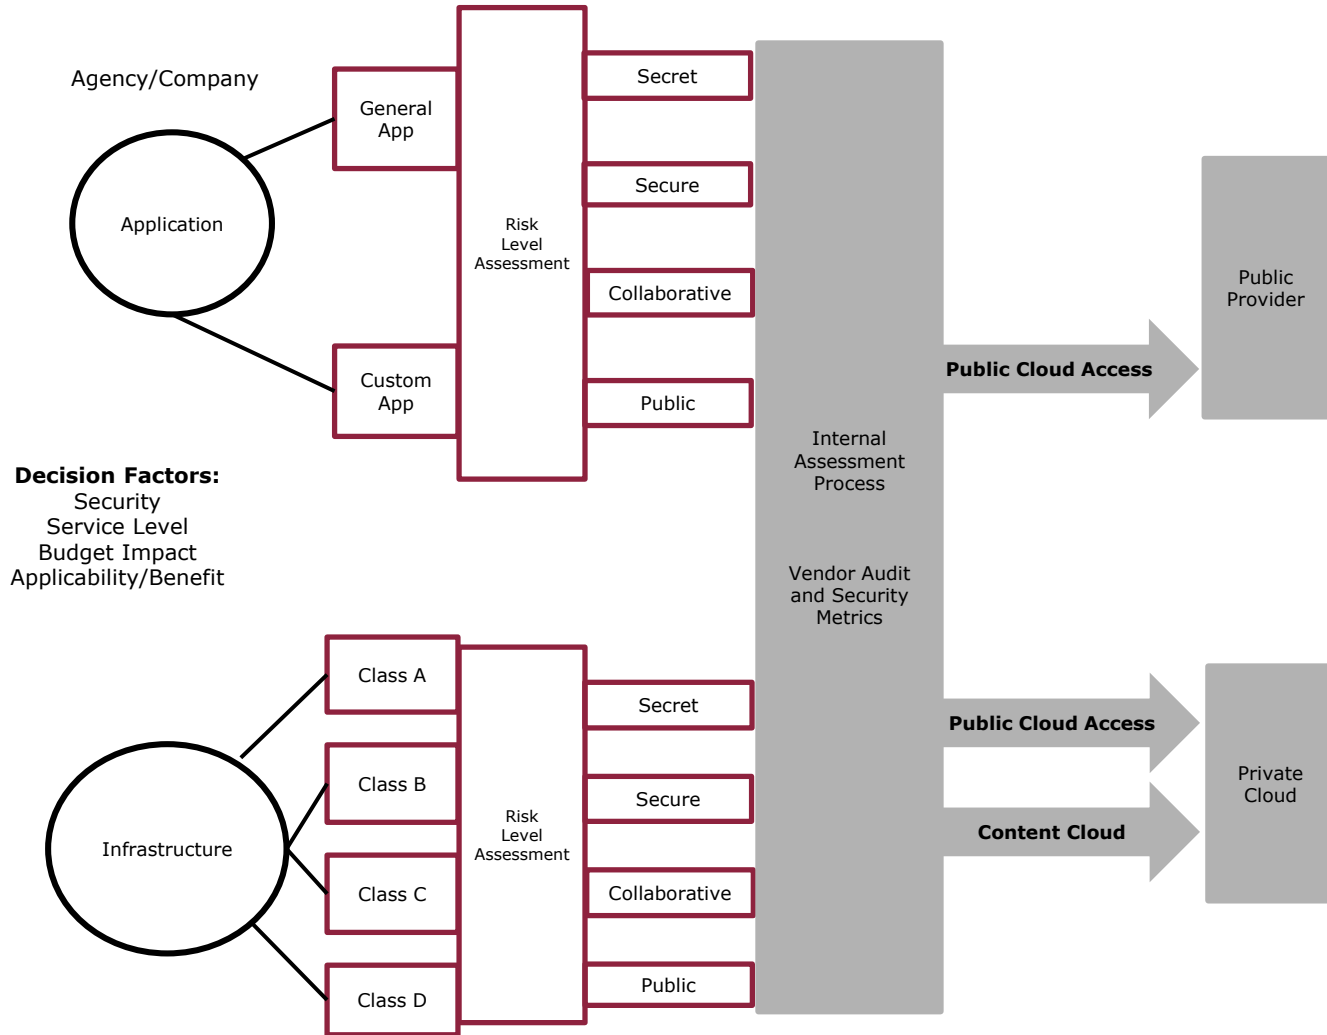 Agency/Company
Application
General
App
Custom
App
Risk
Level
Assessment
Secret
Secure
Collaborative
Public
Decision Factors:
Security
Service Level
Budget Impact
Applicability/Benefit
Infrastructure
Class A
Class B
Class C
Class D
Risk
Level
Assessment
Secret
Secure
Collaborative
Public
Internal
Assessment
Process
Vendor Audit
and Security
Metrics
Public Cloud Access
Public
Provider
Public Cloud Access
Content Cloud
Private
Cloud